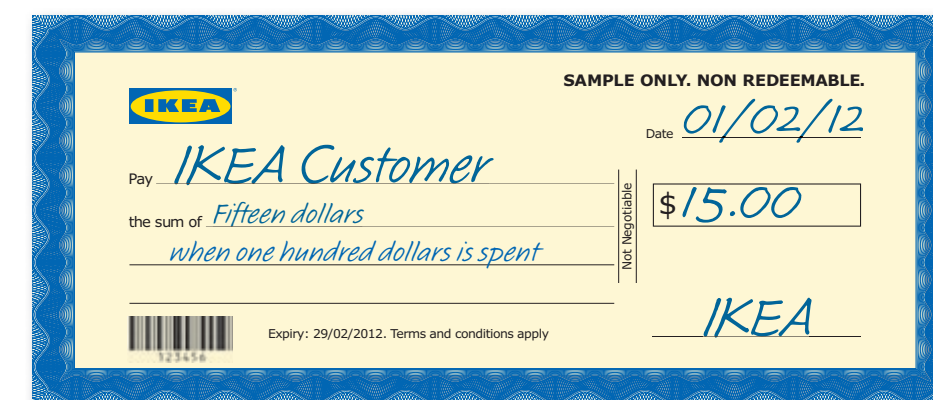 SAMPLE ONLY. NON REDEEMABLE.
IKEA
Date 01/02/12
Pay IKEA Customer
the sum of Fifteen dollars
when one hundred dollars is spent
Not Negotiable
$15.00
IKEA
Expiry: 29/02/2012. Terms and conditions apply
123456